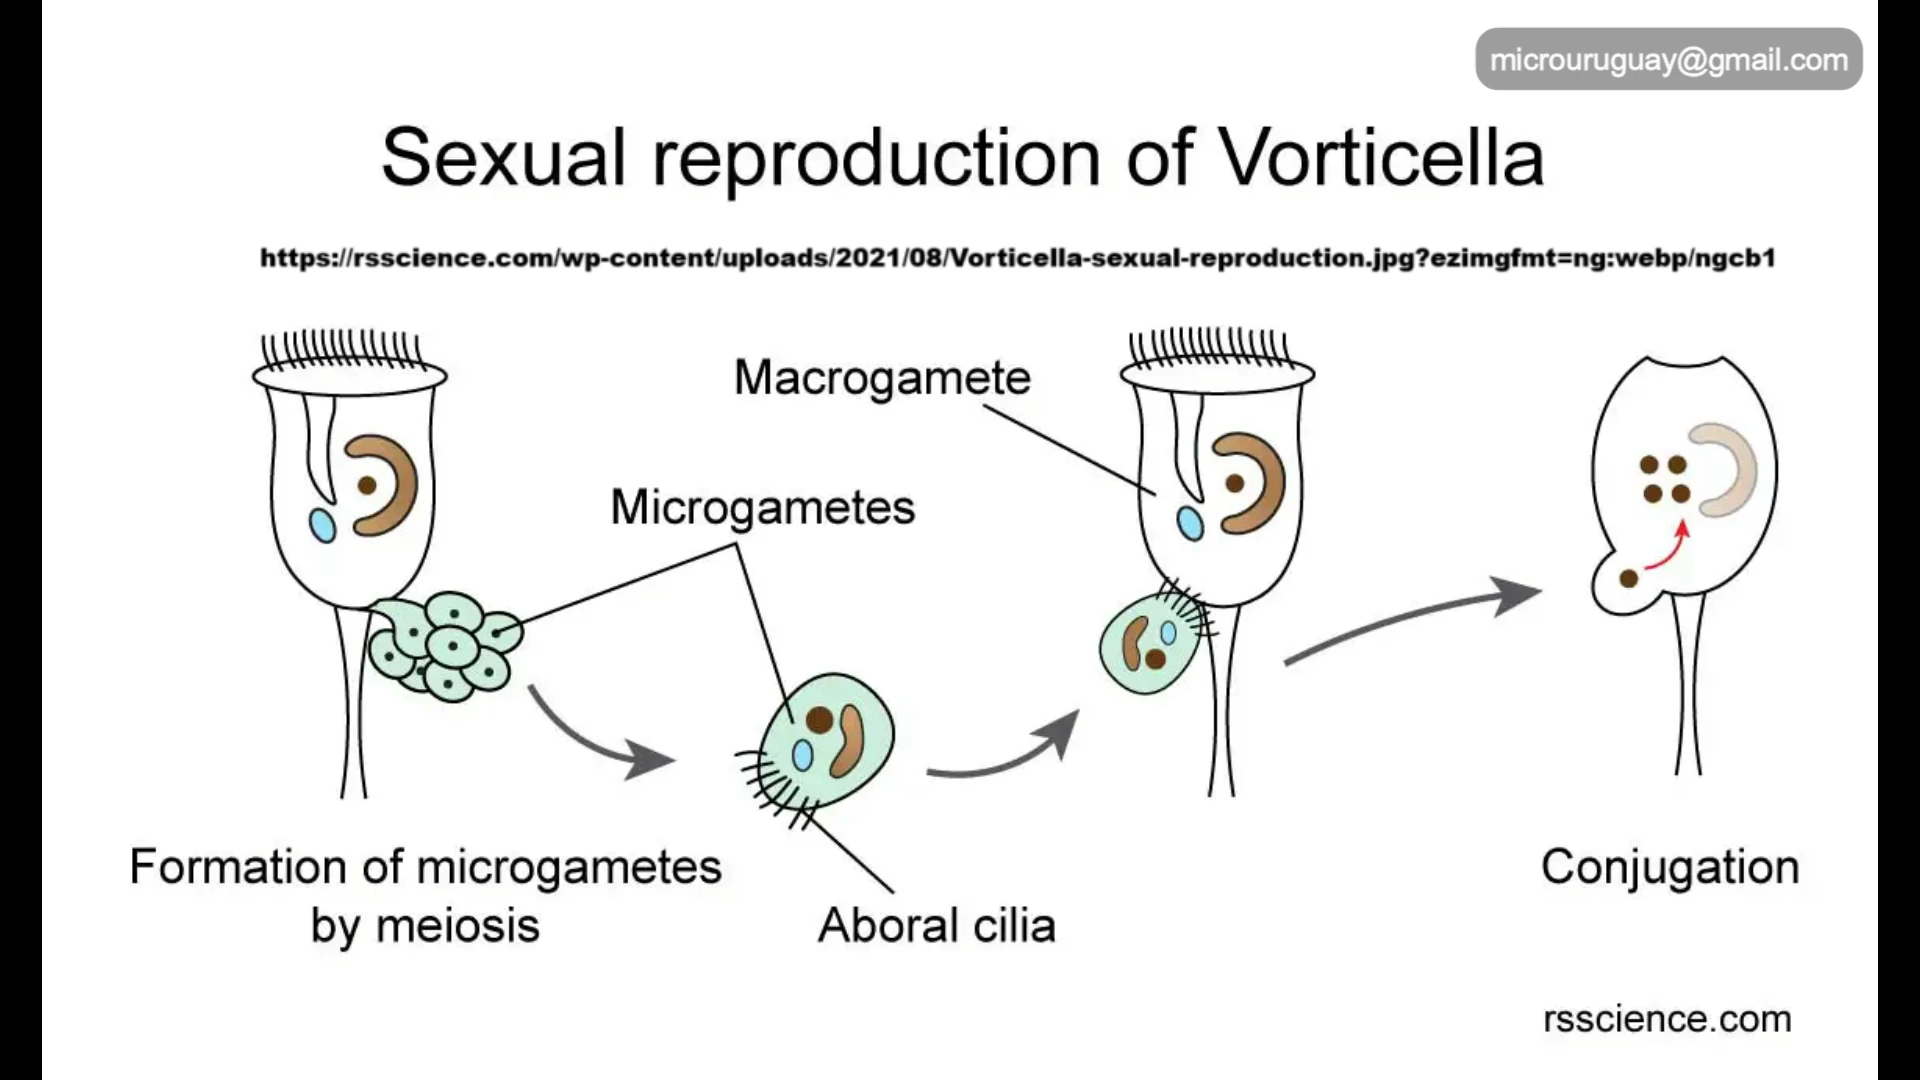 microuruguay@gmail.com
Sexual reproduction of Vorticella
https://rsscience.com/wp-content/uploads/2021/08/Vorticella-sexual-reproduction.jpg?ezimgfmt=ng:webp/ngcb1
Macrogamete
Microgametes
Formation of microgametes
by meiosis
Aboral cilia
Conjugation
rsscience.com